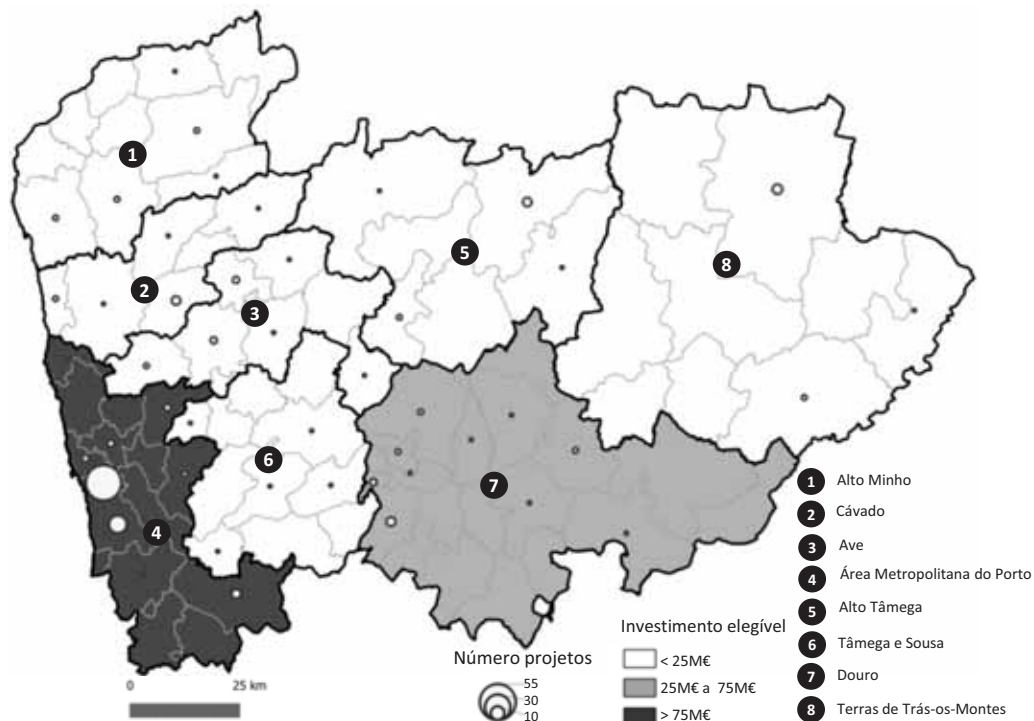 1
2
3
4
5
6
7
8
0 25 km
Número projetos
55
30
10
Investimento elegível
< 25M€
25M€ a 75M€
> 75M€
1 Alto Minho
2 Cávado
3 Ave
4 Área Metropolitana do Porto
5 Alto Tâmega
6 Tâmega e Sousa
7 Douro
8 Terras de Trás-os-Montes